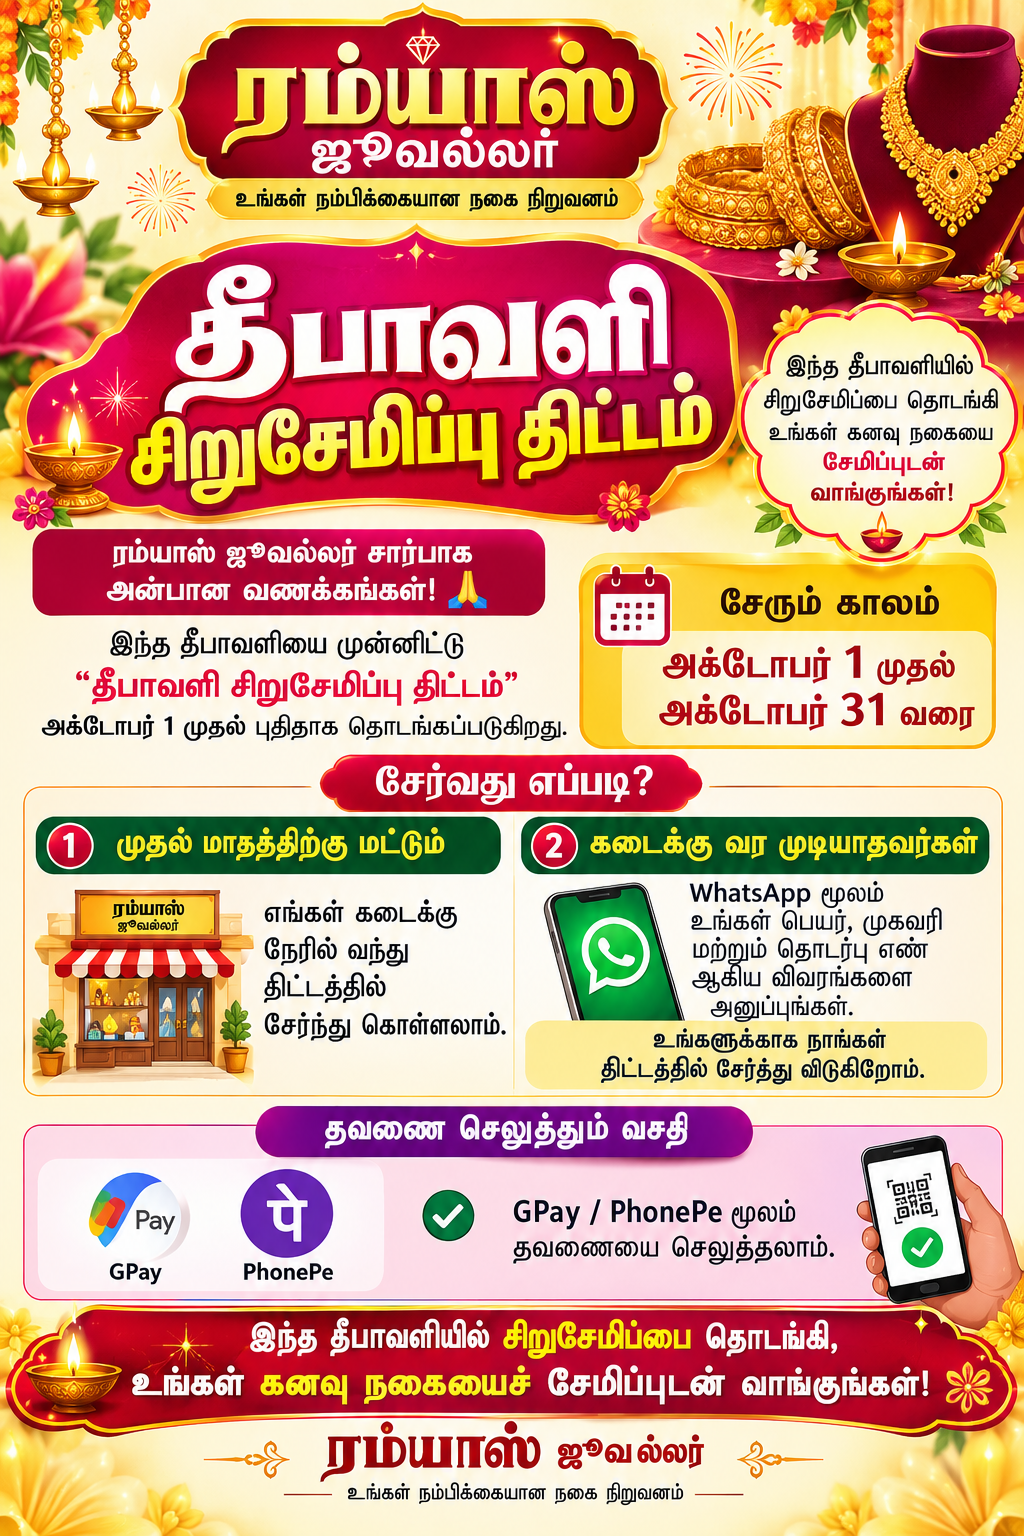 ரம்யாஸ்
ஜூவல்லர்
உங்கள் நம்பிக்கையான நகை நிறுவனம்
தீபாவளி
சிறுசேமிப்பு திட்டம்
இந்த தீபாவளியில்
சிறுசேமிப்பை தொடங்கி
உங்கள் கனவு நகையை
சேமிப்புடன்
வாங்குங்கள்!
ரம்யாஸ் ஜூவல்லர் சார்பாக
அன்பான வணக்கங்கள்! 🙏
இந்த தீபாவளியை முன்னிட்டு
“தீபாவளி சிறுசேமிப்பு திட்டம்”
அக்டோபர் 1 முதல் புதிதாக தொடங்கப்படுகிறது.
சேரும் காலம்
அக்டோபர் 1 முதல்
அக்டோபர் 31 வரை
சேர்வது எப்படி?
1 முதல் மாதத்திற்கு மட்டும்
ரம்யாஸ்
ஜூவல்லர்
எங்கள் கடைக்கு
நேரில் வந்து
திட்டத்தில்
சேர்ந்து கொள்ளலாம்.
2 கடைக்கு வர முடியாதவர்கள்
WhatsApp மூலம்
உங்கள் பெயர், முகவரி
மற்றும் தொடர்பு எண்
ஆகிய விவரங்களை
அனுப்புங்கள்.
உங்களுக்காக நாங்கள்
திட்டத்தில் சேர்த்து விடுகிறோம்.
தவணை செலுத்தும் வசதி
Pay
GPay
பே
PhonePe
GPay / PhonePe மூலம்
தவணையை செலுத்தலாம்.
இந்த தீபாவளியில் சிறுசேமிப்பை தொடங்கி,
உங்கள் கனவு நகையைச் சேமிப்புடன் வாங்குங்கள்!
ரம்யாஸ் ஜூவல்லர்
உங்கள் நம்பிக்கையான நகை நிறுவனம்